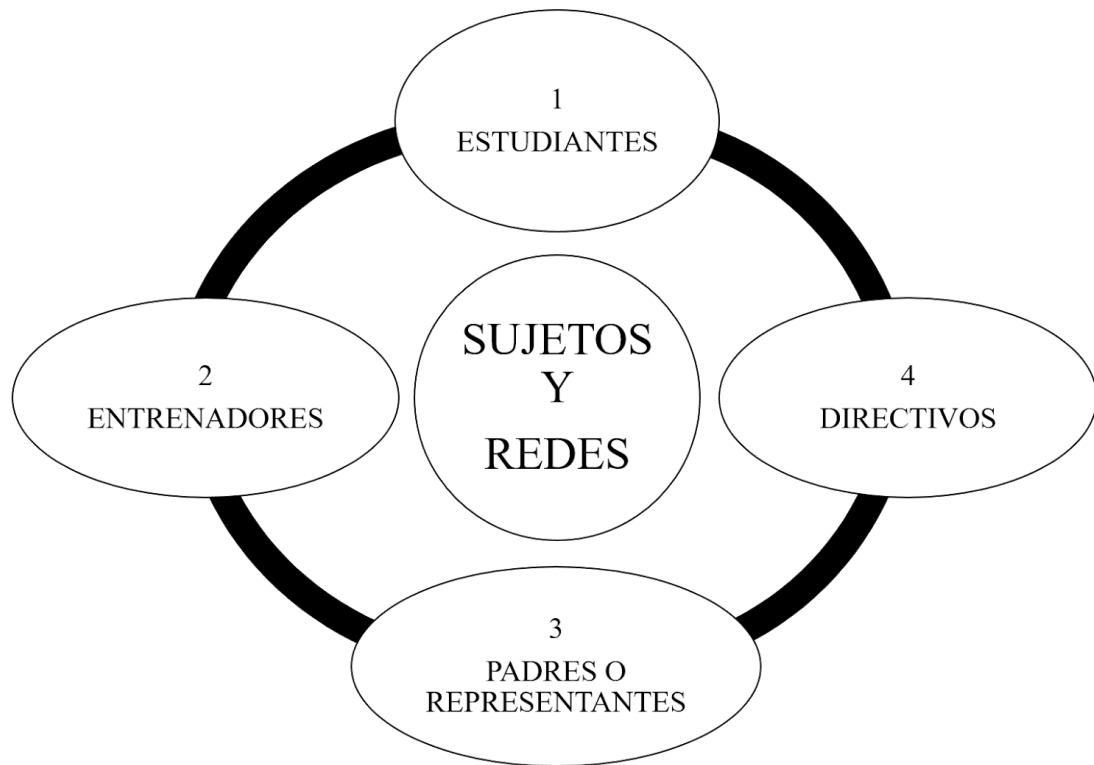 1
ESTUDIANTES
SUJETOS
Y
REDES
2
ENTRENADORES
4
DIRECTIVOS
3
PADRES O
REPRESENTANTES